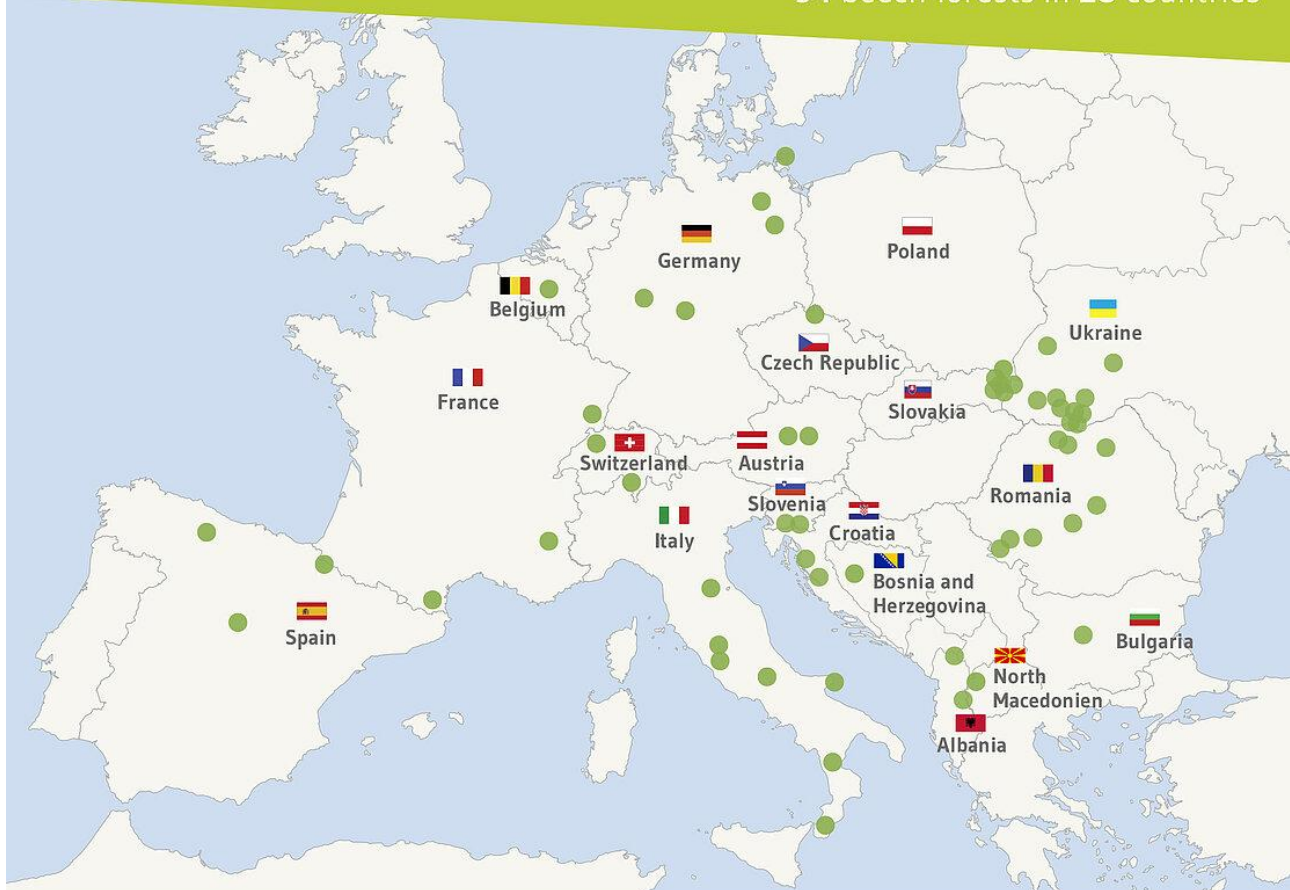 beech forests in countries
Germany
Poland
Belgium
Ukraine
Czech Republic
France
Slovakia
Switzerland
Austria
Romania
Slovenia
Croatia
Italy
Bosnia and
Herzegovina
Spain
Bulgaria
North
Macedonien
Albania